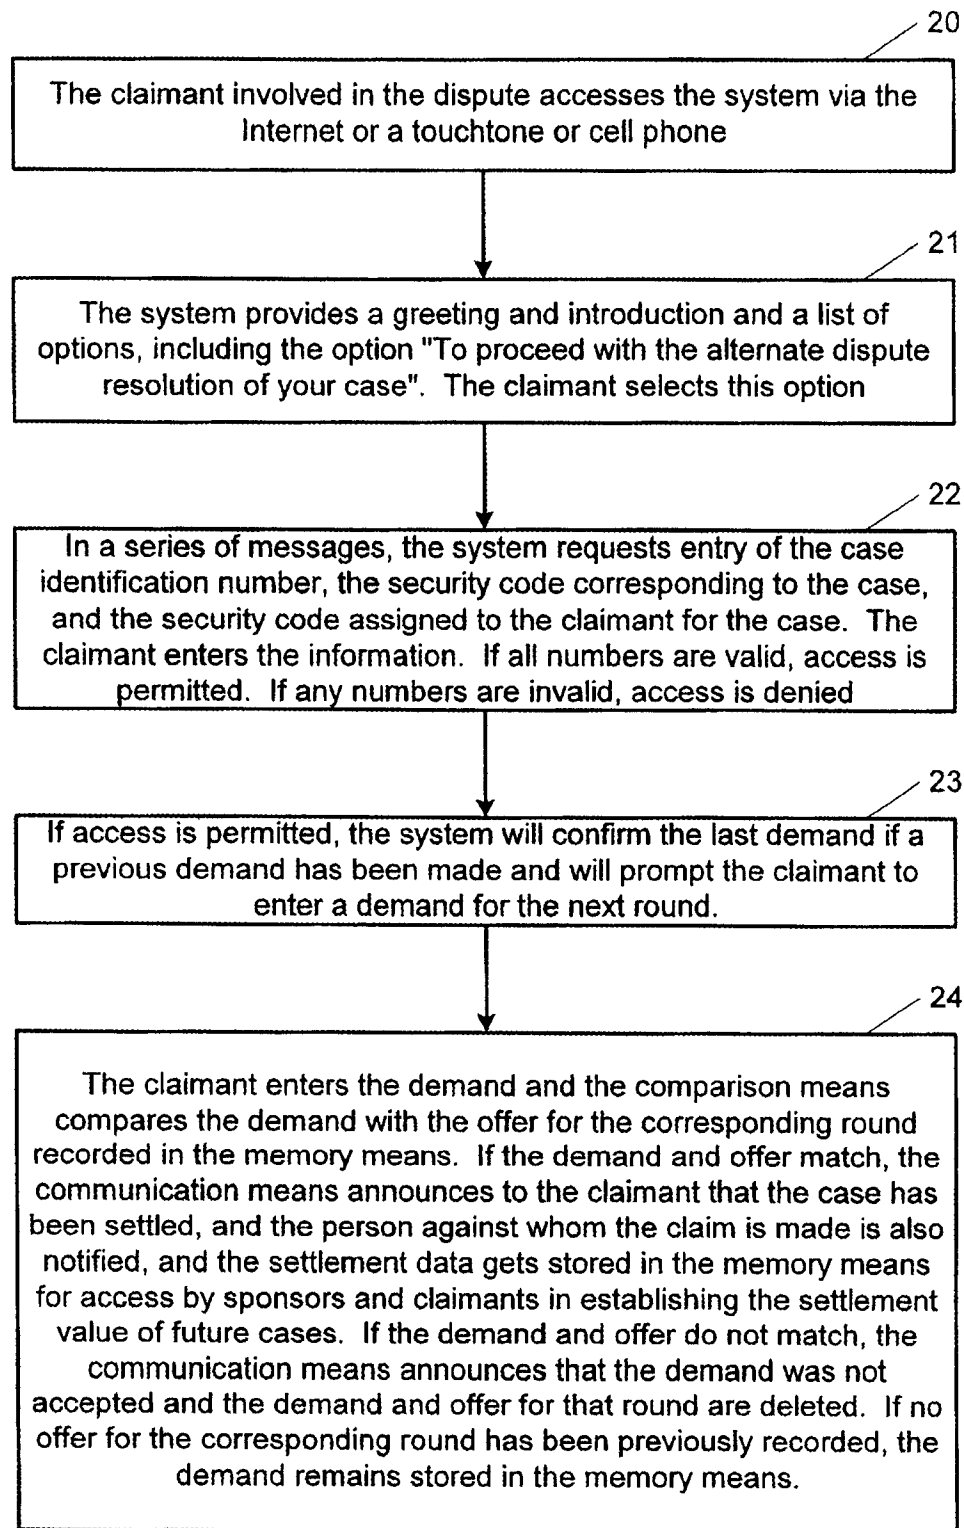 20
The claimant involved in the dispute accesses the system via the
Internet or a touchtone or cell phone
21
The system provides a greeting and introduction and a list of
options, including the option "To proceed with the alternate dispute
resolution of your case". The claimant selects this option
22
In a series of messages, the system requests entry of the case
identification number, the security code corresponding to the case,
and the security code assigned to the claimant for the case. The
claimant enters the information. If all numbers are valid, access is
permitted. If any numbers are invalid, access is denied
23
If access is permitted, the system will confirm the last demand if a
previous demand has been made and will prompt the claimant to
enter a demand for the next round.
24
The claimant enters the demand and the comparison means
compares the demand with the offer for the corresponding round
recorded in the memory means. If the demand and offer match, the
communication means announces to the claimant that the case has
been settled, and the person against whom the claim is made is also
notified, and the settlement data gets stored in the memory means
for access by sponsors and claimants in establishing the settlement
value of future cases. If the demand and offer do not match, the
communication means announces that the demand was not
accepted and the demand and offer for that round are deleted. If no
offer for the corresponding round has been previously recorded, the
demand remains stored in the memory means.